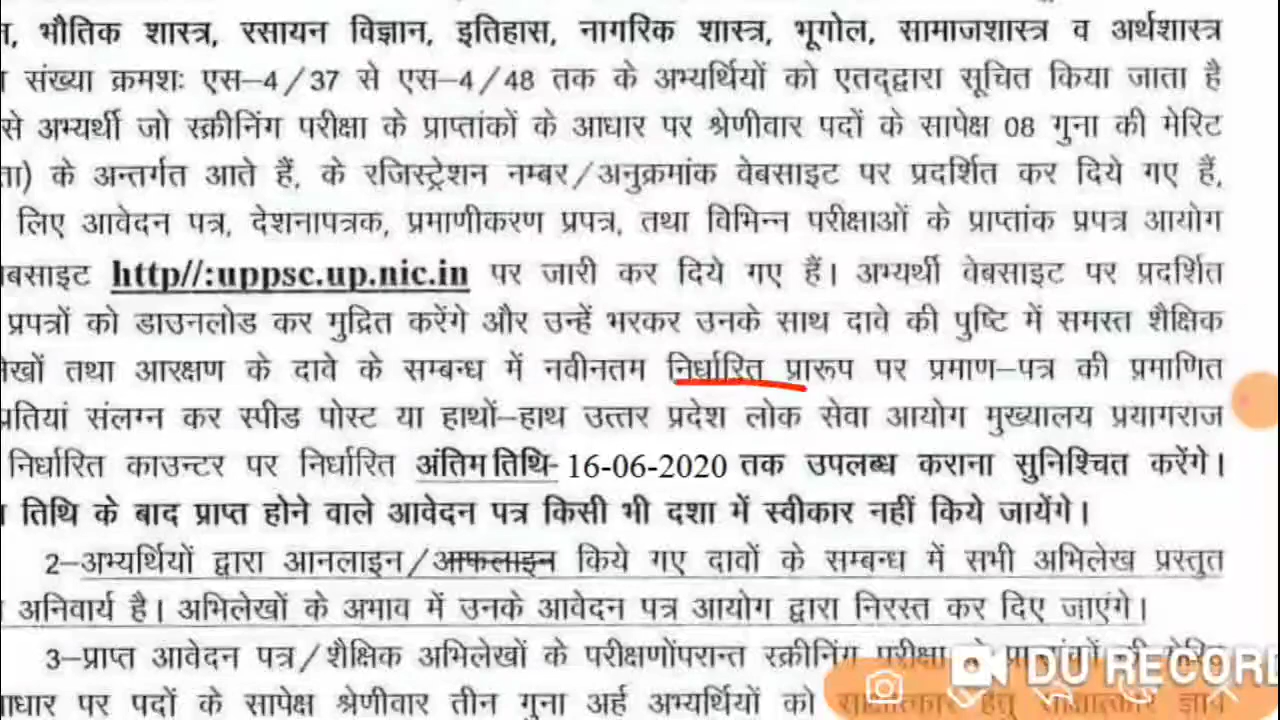 , भौतिक शास्त्र, रसायन विज्ञान, इतिहास, नागरिक शास्त्र, भूगोल, सामाजशास्त्र व अर्थशास्त्र
संख्या क्रमशः एस–4/37 से एस–4/48 तक के अभ्यर्थियों को एतद्द्वारा सूचित किया जाता है
से अभ्यर्थी जो स्क्रीनिंग परीक्षा के प्राप्तांकों के आधार पर श्रेणीवार पदों के सापेक्ष 08 गुना की मेरिट
ता) के अन्तर्गत आते हैं, के रजिस्ट्रेशन नम्बर/अनुक्रमांक वेबसाइट पर प्रदर्शित कर दिये गए हैं,
लिए आवेदन पत्र, देशनापत्रक, प्रमाणीकरण प्रपत्र, तथा विभिन्न परीक्षाओं के प्राप्तांक प्रपत्र आयोग
बसाइट http//:uppsc.up.nic.in पर जारी कर दिये गए हैं। अभ्यर्थी वेबसाइट पर प्रदर्शित
प्रपत्रों को डाउनलोड कर मुद्रित करेंगे और उन्हें भरकर उनके साथ दावे की पुष्टि में समस्त शैक्षिक
लेखों तथा आरक्षण के दावे के सम्बन्ध में नवीनतम निर्धारित प्रारूप पर प्रमाण–पत्र की प्रमाणित
प्रतियां संलग्न कर स्पीड पोस्ट या हाथों–हाथ उत्तर प्रदेश लोक सेवा आयोग मुख्यालय प्रयागराज
निर्धारित काउन्टर पर निर्धारित अंतिम तिथि- 16-06-2020 तक उपलब्ध कराना सुनिश्चित करेंगे।
तिथि के बाद प्राप्त होने वाले आवेदन पत्र किसी भी दशा में स्वीकार नहीं किये जायेंगे।
2–अभ्यर्थियों द्वारा आनलाइन/आफलाइन किये गए दावों के सम्बन्ध में सभी अभिलेख प्रस्तुत
अनिवार्य है। अभिलेखों के अभाव में उनके आवेदन पत्र आयोग द्वारा निरस्त कर दिए जाएंगे।
3–प्राप्त आवेदन पत्र/शैक्षिक अभिलेखों के परीक्षणोंपरान्त स्क्रीनिंग परीक्षा के प्राप्तांकों की मेरिट
DU RECORD
आधार पर पदों के सापेक्ष श्रेणीवार तीन गुना अर्ह अभ्यर्थियों को साक्षात्कार हेतु साक्षात्कार ज्ञाप